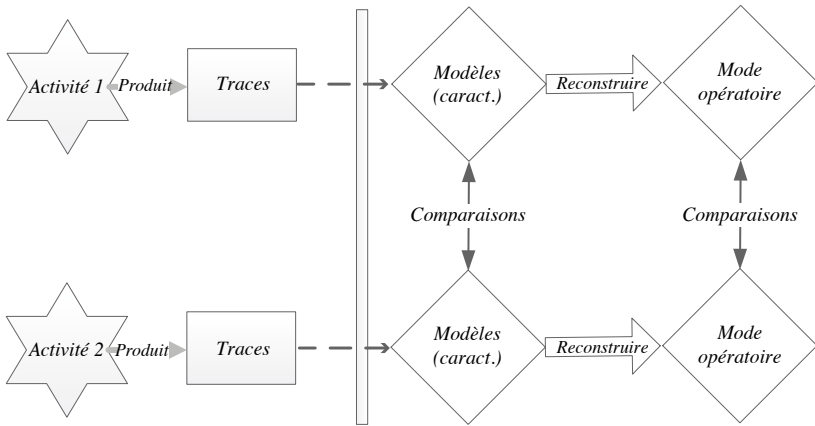 Activité 1
Produit
Traces
Modèles
(caract.)
Reconstruire
Mode
opératoire
Comparaisons
Comparaisons
Activité 2
Produit
Traces
Modèles
(caract.)
Reconstruire
Mode
opératoire